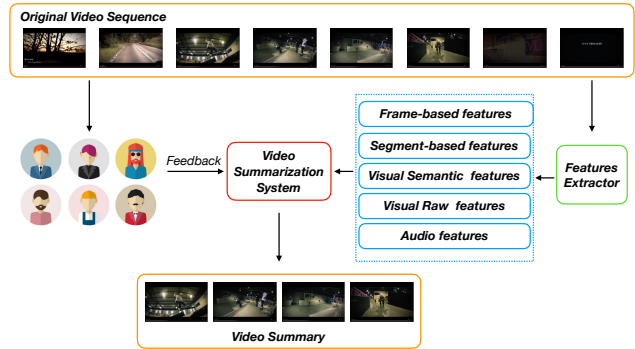 Original Video Sequence
Frame-based features
Segment-based features
Visual Semantic features
Visual Raw features
Audio features
Feedback
Video
Summarization
System
Features
Extractor
Video Summary